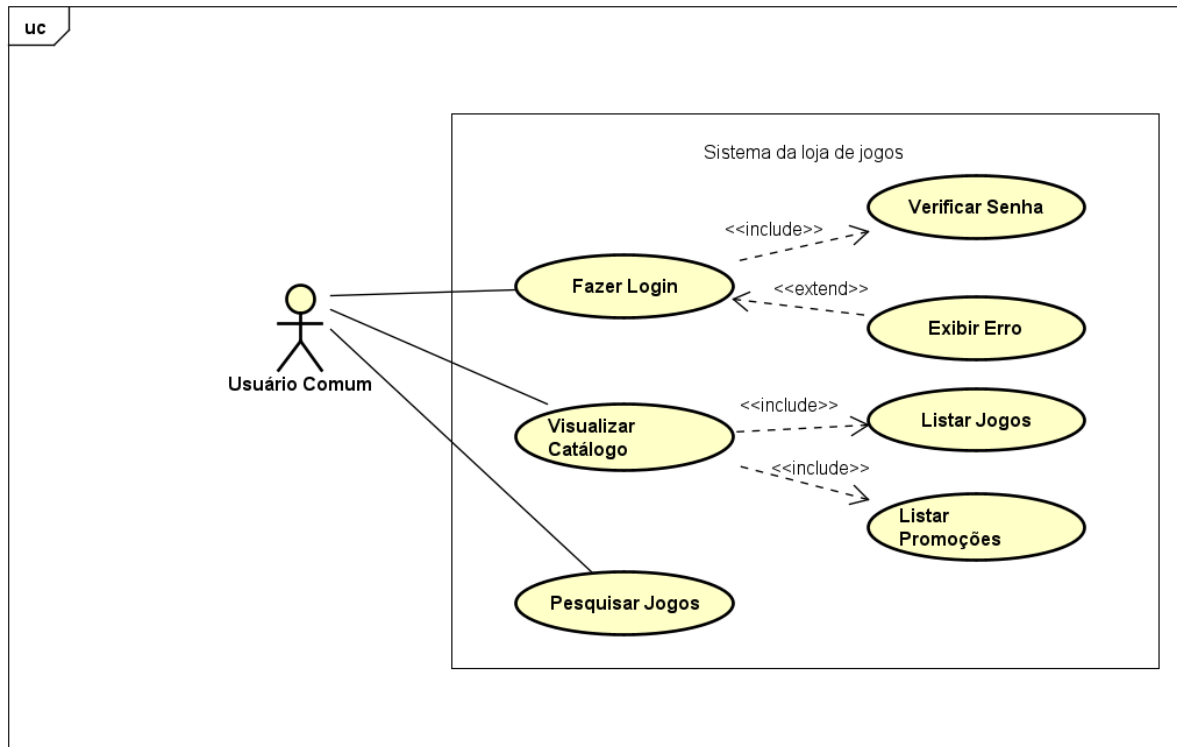 uc
Sistema da loja de jogos
Verificar Senha
<<include>>
Fazer Login
<<extend>>
Exibir Erro
Usuário Comum
<<include>>
Listar Jogos
Visualizar
Catálogo
<<include>>
Listar
Promoções
Pesquisar Jogos